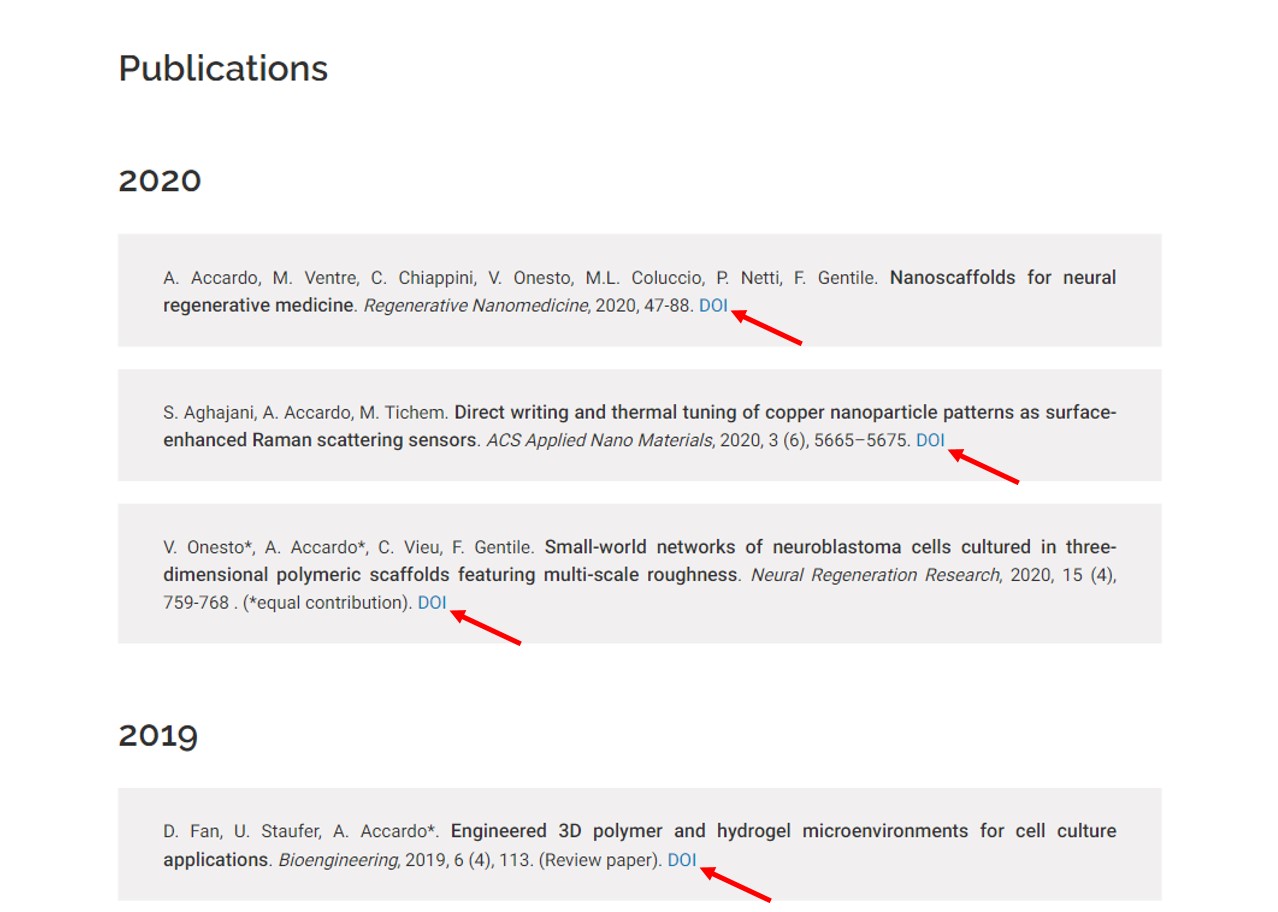 Publications
2020
A. Accardo, M. Ventre, C. Chiappini, V. Onesto, M.L. Coluccio, P. Netti, F. Gentile. Nanoscaffolds for neural
regenerative medicine. Regenerative Nanomedicine, 2020, 47-88. DOI
S. Aghajani, A. Accardo, M. Tichem. Direct writing and thermal tuning of copper nanoparticle patterns as surface-
enhanced Raman scattering sensors. ACS Applied Nano Materials, 2020, 3 (6), 5665–5675. DOI
V. Onesto*, A. Accardo*, C. Vieu, F. Gentile. Small-world networks of neuroblastoma cells cultured in three-
dimensional polymeric scaffolds featuring multi-scale roughness. Neural Regeneration Research, 2020, 15 (4),
759-768 . (*equal contribution). DOI
2019
D. Fan, U. Staufer, A. Accardo*. Engineered 3D polymer and hydrogel microenvironments for cell culture
applications. Bioengineering, 2019, 6 (4), 113. (Review paper). DOI